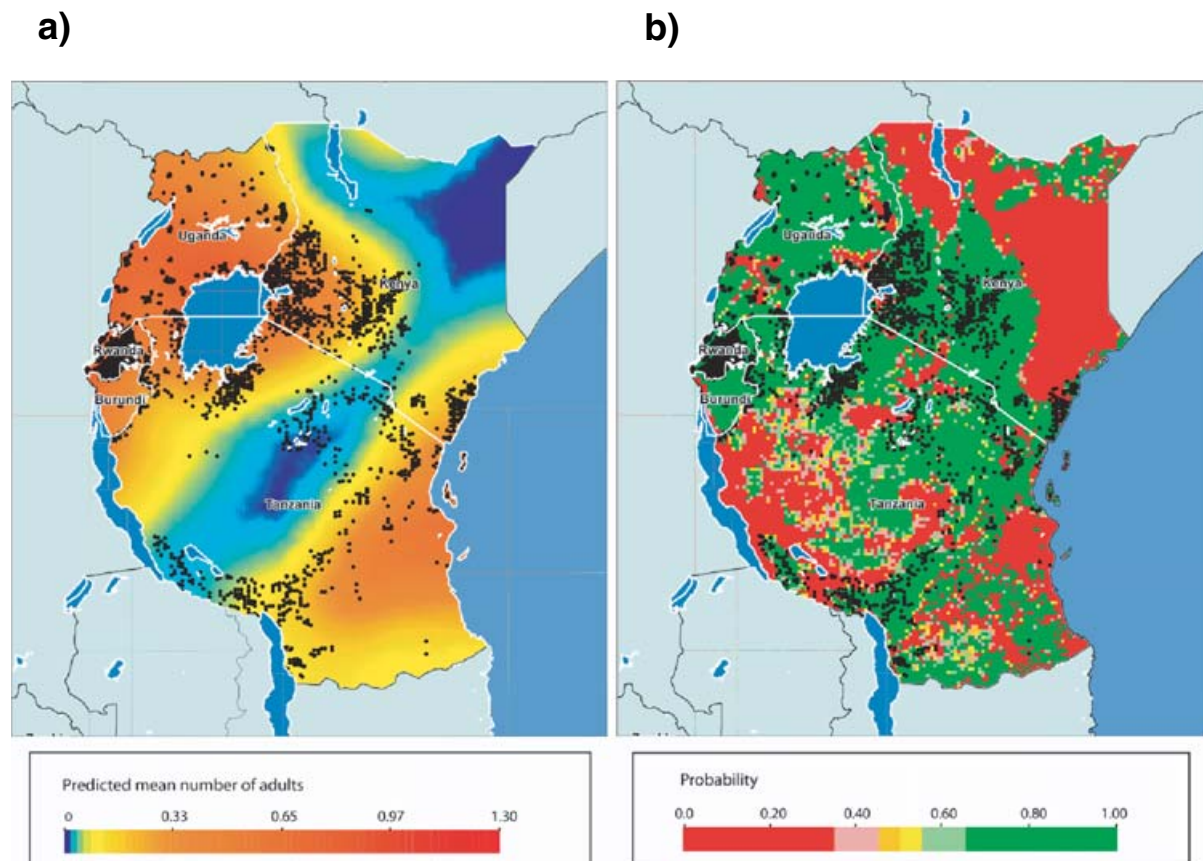 a)
b)
Uganda
Kenya
Rwanda
Burundi
Tanzania
Uganda
Kenya
Rwanda
Burundi
Tanzania
Predicted mean number of adults
0 0.33 0.65 0.97 1.30
Probability
0.0 0.20 0.40 0.60 0.80 1.00